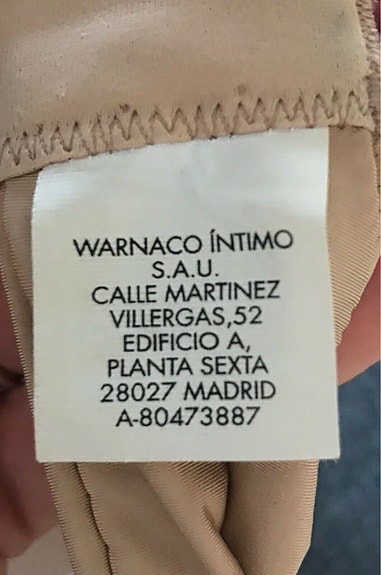 WARNACO ÍNTIMO
S.A.U.
CALLE MARTINEZ
VILLERGAS,52
EDIFICIO A,
PLANTA SEXTA
28027 MADRID
A-80473887